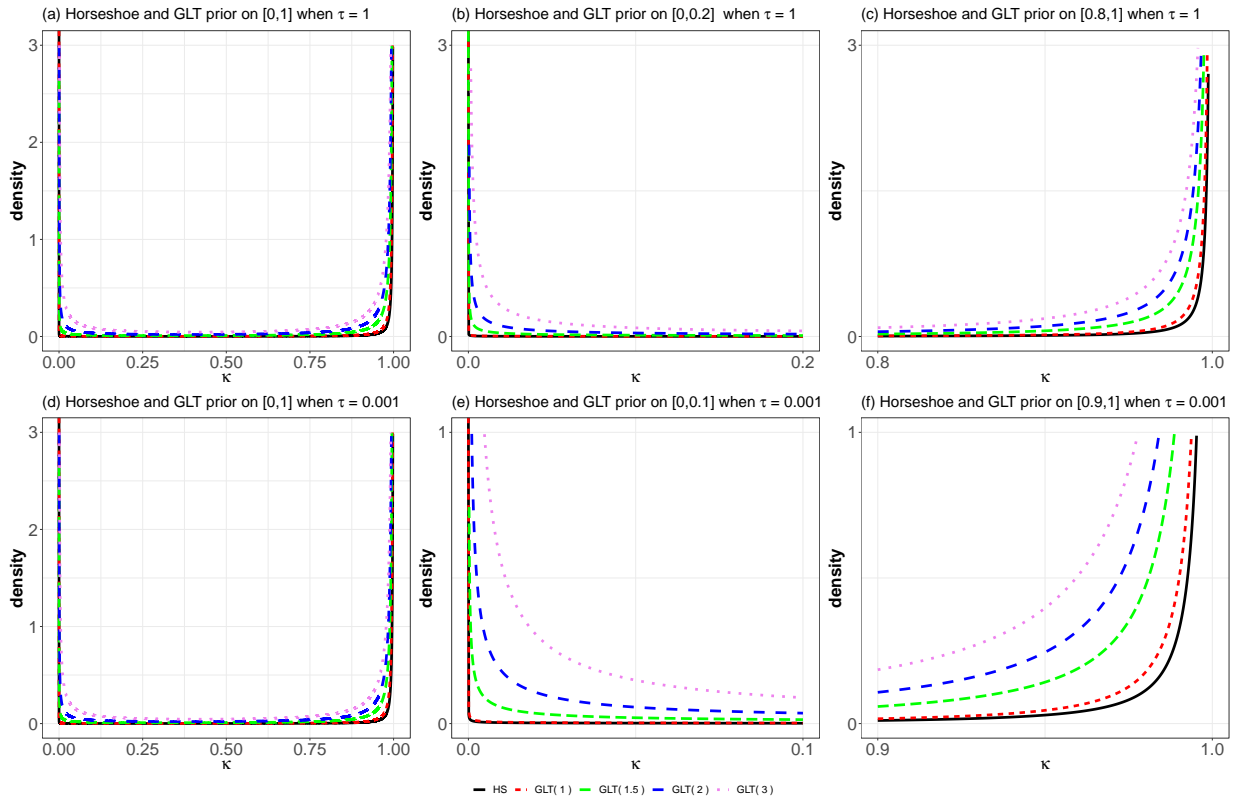 (a) Horseshoe and GLT prior on [0,1] when τ = 1
(b) Horseshoe and GLT prior on [0,0.2]  when τ = 1
(c) Horseshoe and GLT prior on [0.8,1] when τ = 1
density
3
2
1
0
0.00 0.25 0.50 0.75 1.00
κ
density
3
0
0.0 0.2
κ
density
3
0
0.8 1.0
κ
(d) Horseshoe and GLT prior on [0,1] when τ = 0.001
(e) Horseshoe and GLT prior on [0,0.1] when τ = 0.001
(f) Horseshoe and GLT prior on [0.9,1] when τ = 0.001
density
3
2
1
0
0.00 0.25 0.50 0.75 1.00
κ
density
1
0
0.0 0.1
κ
density
1
0
0.9 1.0
κ
HS GLT( 1 ) GLT( 1.5 ) GLT( 2 ) GLT( 3 )